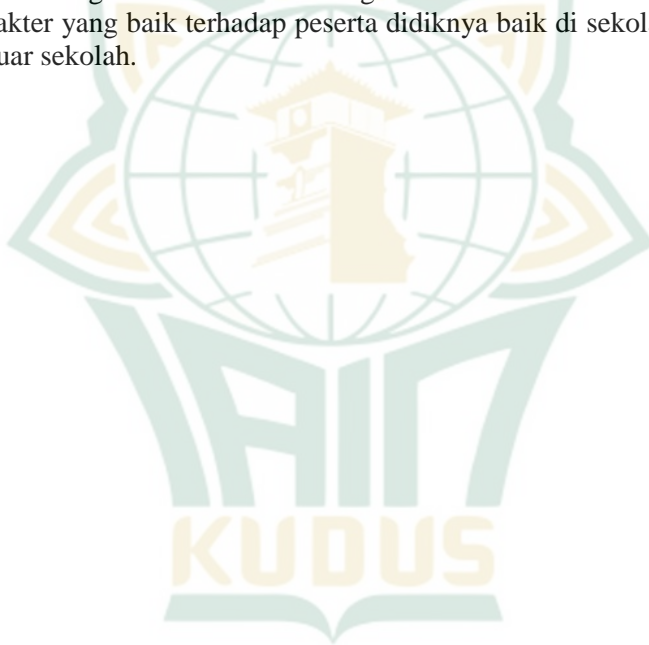 akter yang baik terhadap peserta didiknya baik di sekol
uar sekolah.
IAIN
KUDUS